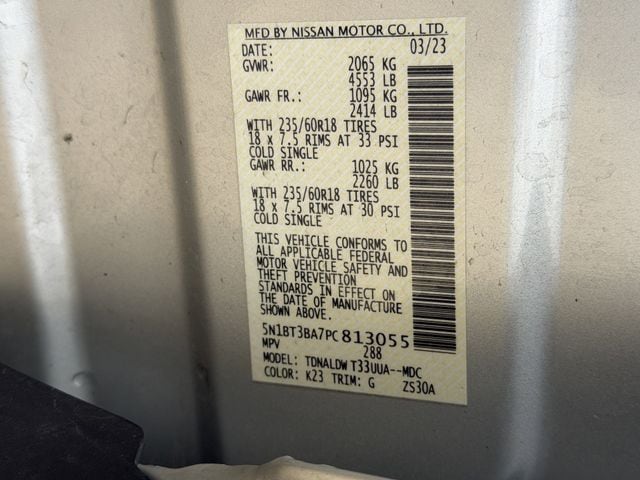 MFD BY NISSAN MOTOR CO., LTD.
DATE: 03/23
GVWR: 2065 KG
4553 LB
GAWR FR.: 1095 KG
2414 LB
WITH 235/60R18 TIRES
18 x 7.5 RIMS AT 33 PSI
COLD SINGLE
GAWR RR.: 1025 KG
2260 LB
WITH 235/60R18 TIRES
18 x 7.5 RIMS AT 30 PSI
COLD SINGLE
THIS VEHICLE CONFORMS TO
ALL APPLICABLE FEDERAL
MOTOR VEHICLE SAFETY AND
THEFT PREVENTION
STANDARDS IN EFFECT ON
THE DATE OF MANUFACTURE
SHOWN ABOVE.
5N1BT3BA7PC813055
MPV 288
MODEL: TDNALDW T33UUA--MDC
COLOR: K23 TRIM: G ZS30A